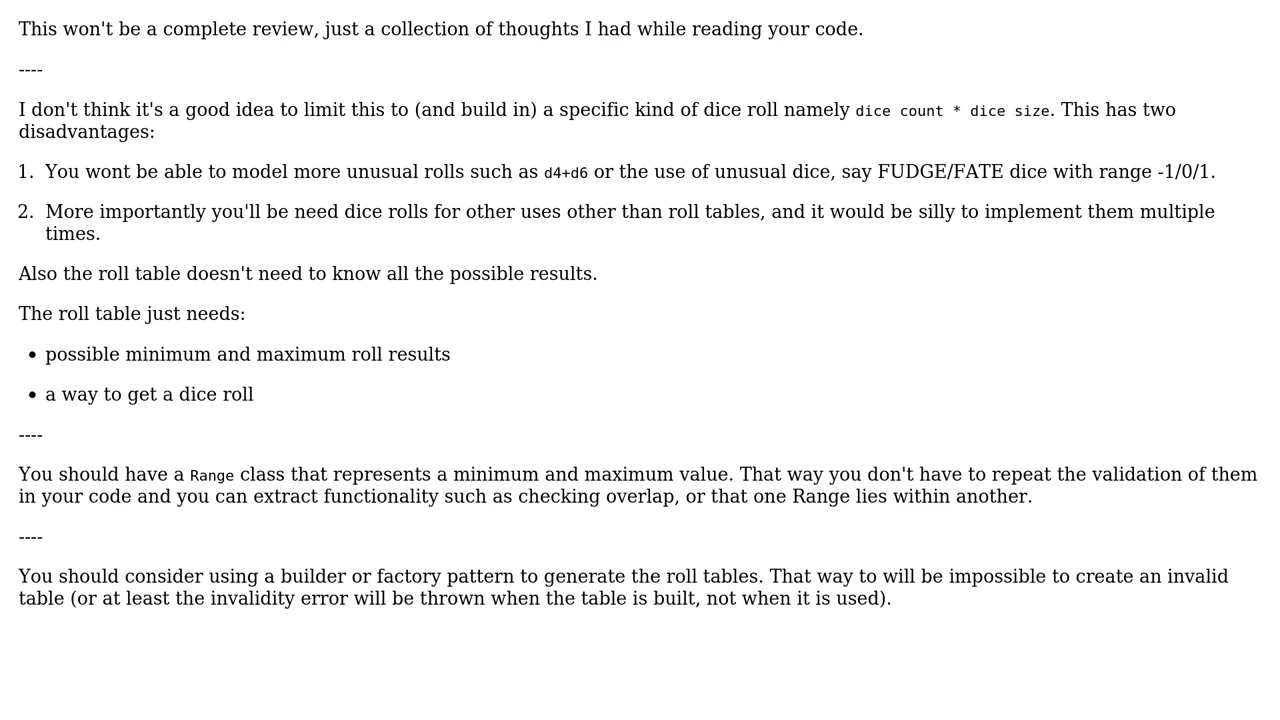 This won't be a complete review, just a collection of thoughts I had while reading your code.
----
I don't think it's a good idea to limit this to (and build in) a specific kind of dice roll namely dice count * dice size. This has two
disadvantages:
1. You wont be able to model more unusual rolls such as d4+d6 or the use of unusual dice, say FUDGE/FATE dice with range -1/0/1.
2. More importantly you'll be need dice rolls for other uses other than roll tables, and it would be silly to implement them multiple
times.
Also the roll table doesn't need to know all the possible results.
The roll table just needs:
• possible minimum and maximum roll results
• a way to get a dice roll
----
You should have a Range class that represents a minimum and maximum value. That way you don't have to repeat the validation of them
in your code and you can extract functionality such as checking overlap, or that one Range lies within another.
----
You should consider using a builder or factory pattern to generate the roll tables. That way to will be impossible to create an invalid
table (or at least the invalidity error will be thrown when the table is built, not when it is used).